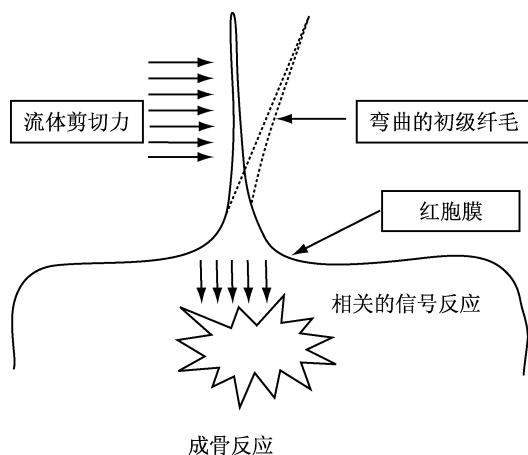 流体剪切力
弯曲的初级纤毛
红胞膜
相关的信号反应
成骨反应